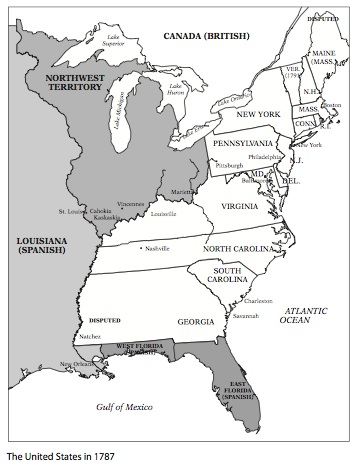 DISPUTED
CANADA (BRITISH)
Lake
Superior
MAINE
(MASS.)
VER.
(1791)
NORTHWEST
TERRITORY
Lake
Huron
N.H.
Lake Michigan
Lake Ontario
Boston
MASS.
NEW YORK
CONN.
R.I.
Lake Erie
PENNSYLVANIA
New York
Philadelphia
N.J.
Pittsburgh
MD.
DEL.
Marietta
Vincennes
VIRGINIA
St. Louis
Cahokia
Kaskaskia
Louisville
LOUISIANA
(SPANISH)
Nashville
NORTH CAROLINA
SOUTH
CAROLINA
Charleston
ATLANTIC
OCEAN
Savannah
DISPUTED
GEORGIA
Natchez
WEST FLORIDA
(SPANISH)
New Orleans
EAST
FLORIDA
(SPANISH)
Gulf of Mexico
The United States in 1787